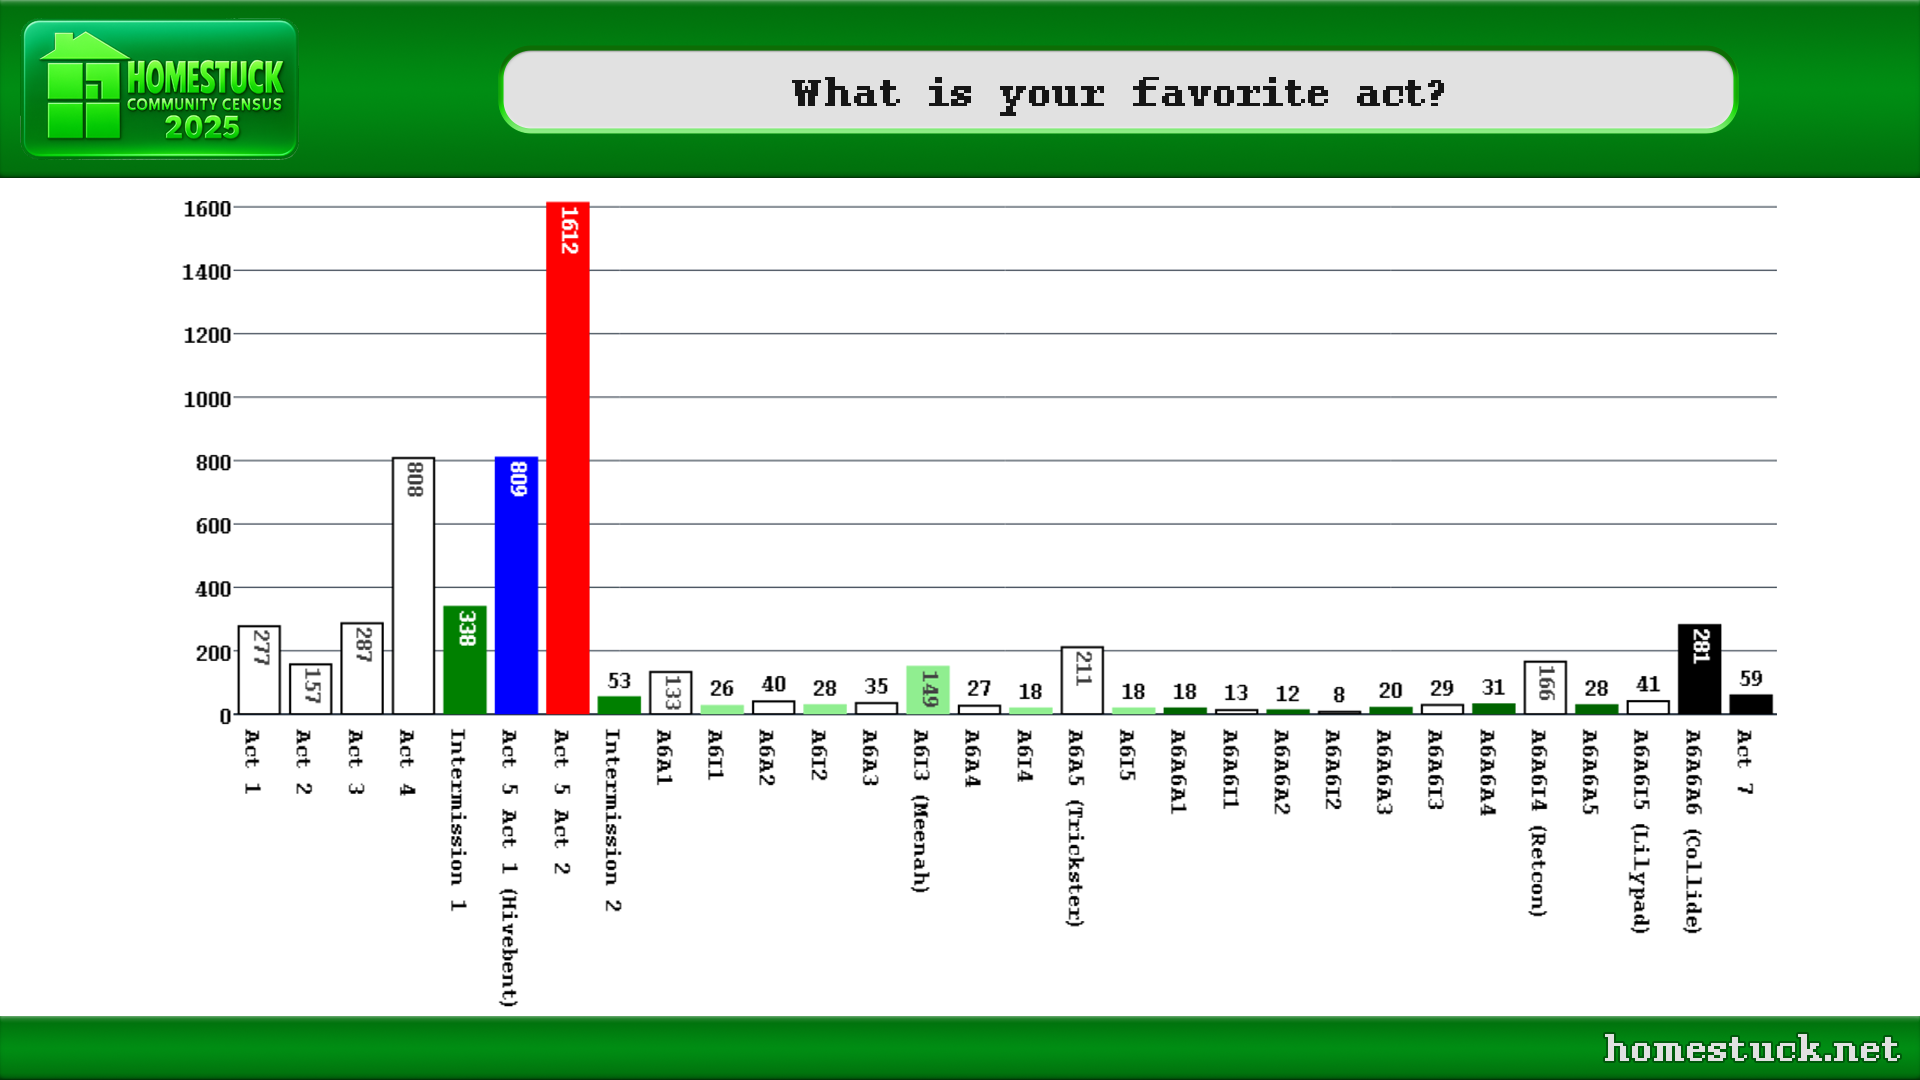 HOMESTUCK
COMMUNITY CENSUS
2025
What is your favorite act?
1600
1400
1200
1000
800
600
400
200
0
277
157
287
808
338
809
1612
53
133
26
40
28
35
149
27
18
211
18
18
13
12
8
20
29
31
166
28
41
281
59
Act 1
Act 2
Act 3
Act 4
Intermission 1
Act 5 Act 1 (Hivebent)
Act 5 Act 2
Intermission 2
A6A1
A6I1
A6A2
A6I2
A6A3
A6I3 (Meenah)
A6A4
A6I4
A6A5 (Trickster)
A6I5
A6A6A1
A6A6I1
A6A6A2
A6A6I2
A6A6A3
A6A6I3
A6A6A4
A6A6I4 (Retcon)
A6A6A5
A6A6I5 (Lilypad)
A6A6A6 (Collide)
Act 7
homestuck.net